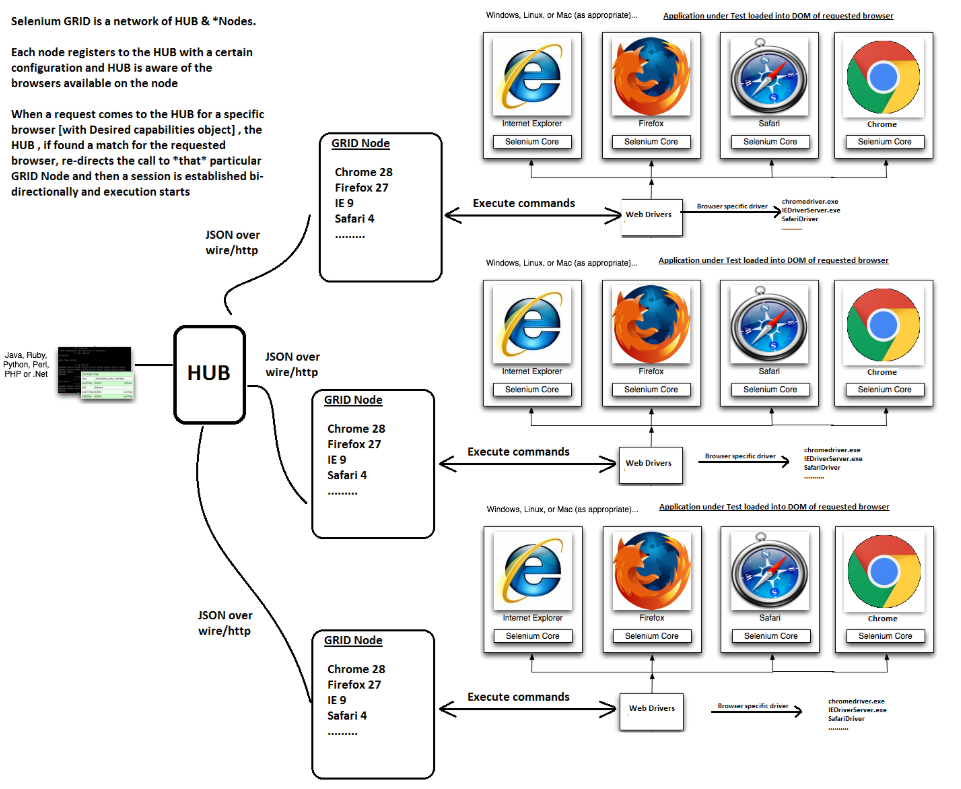 Selenium GRID is a network of HUB & *Nodes.
Each node registers to the HUB with a certain
configuration and HUB is aware of the
browsers available on the node
When a request comes to the HUB for a specific
browser [with Desired capabilities object] , the
HUB , if found a match for the requested
browser, re-directs the call to *that* particular
GRID Node and then a session is established bi-
directionally and execution starts
Windows, Linux, or Mac (as appropriate)...
Application under Test loaded into DOM of requested browser
Internet Explorer
Firefox
Safari
Chrome
Selenium Core
Selenium Core
Selenium Core
Selenium Core
GRID Node
Chrome 28
Firefox 27
IE 9
Safari 4
.........
Execute commands
Web Drivers
Browser specific driver
chromedriver.exe
IEDriverServer.exe
SafariDriver
..........
JSON over
wire/http
Windows, Linux, or Mac (as appropriate)...
Application under Test loaded into DOM of requested browser
Internet Explorer
Firefox
Safari
Chrome
Selenium Core
Selenium Core
Selenium Core
Selenium Core
Java, Ruby,
Python, Perl,
PHP or .Net
HUB
JSON over
wire/http
GRID Node
Chrome 28
Firefox 27
IE 9
Safari 4
.........
Execute commands
Web Drivers
Browser specific driver
chromedriver.exe
IEDriverServer.exe
SafariDriver
..........
Windows, Linux, or Mac (as appropriate)...
Application under Test loaded into DOM of requested browser
Internet Explorer
Firefox
Safari
Chrome
Selenium Core
Selenium Core
Selenium Core
Selenium Core
JSON over
wire/http
GRID Node
Chrome 28
Firefox 27
IE 9
Safari 4
.........
Execute commands
Web Drivers
Browser specific driver
chromedriver.exe
IEDriverServer.exe
SafariDriver
..........